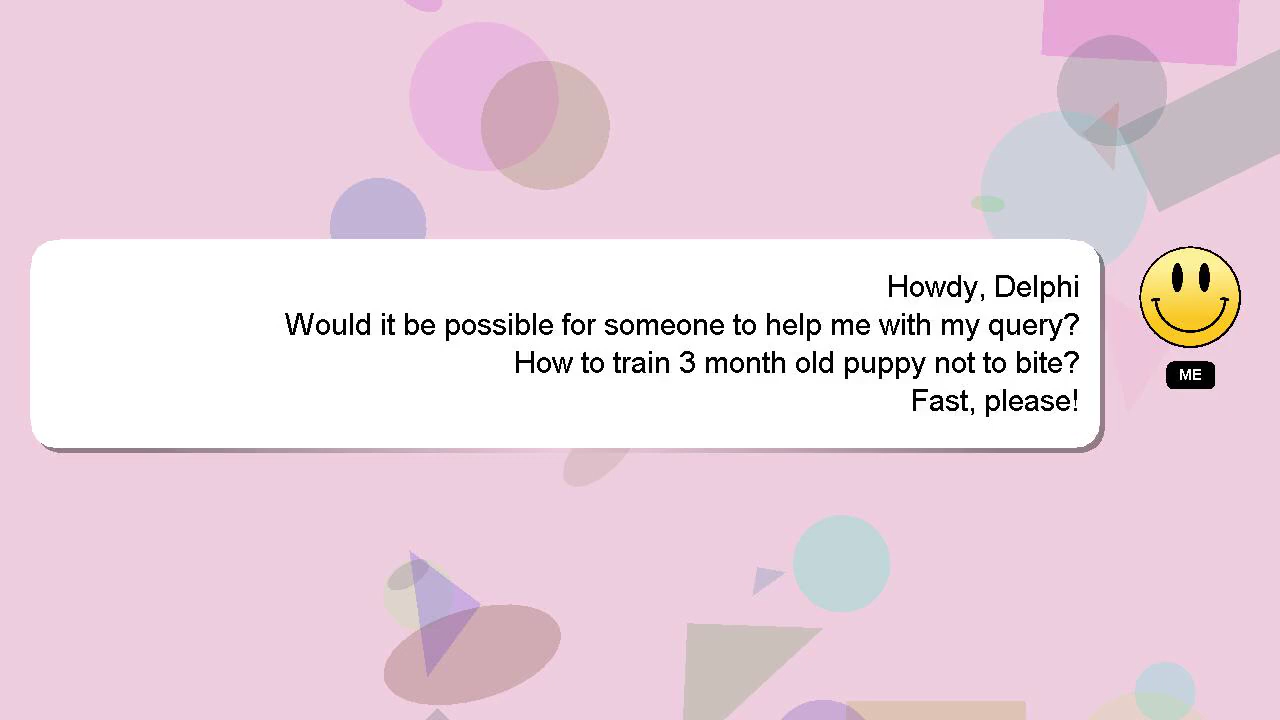 Howdy, Delphi
Would it be possible for someone to help me with my query?
How to train 3 month old puppy not to bite?
Fast, please!
ME